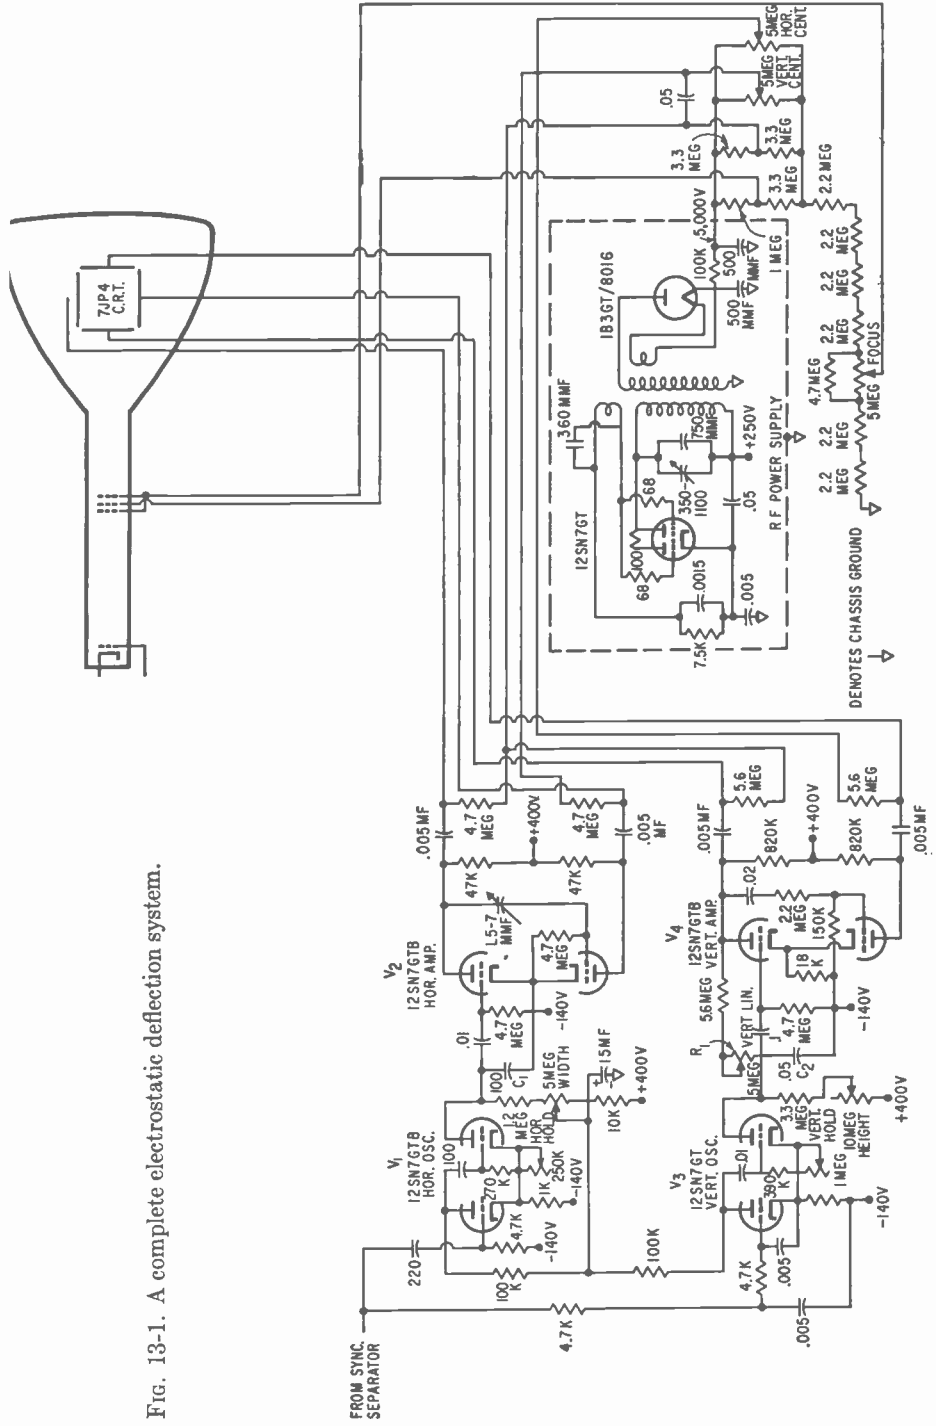 FIG. 13-1. A complete electrostatic deflection system.
7JP4
C.R.T.
5MEG
HOR.
CENT
5MEG
VERT.
CENT.
.05
3.3
MEG
3.3
MEG
3.3
MEG
2.2 MEG
1 MEG
5,000V
100K
500
MMF
500
MMF
1B3GT/8016
360 MMF
750
MMF
+250V
350-
1100
68
100
68
12SN7GT
.05
.0015
.005
7.5K
RF POWER SUPPLY
2.2
MEG
2.2
MEG
2.2
MEG
4.7MEG
5MEG
FOCUS
2.2
MEG
2.2
MEG
DENOTES CHASSIS GROUND
.005MF
4.7
MEG
+400V
4.7
MEG
.005
MF
47K
47K
L5-7
MMF
4.7
MEG
V2
12SN7GTB
HOR. AMP.
.01
4.7
MEG
-140V
100
C1
5MEG
WIDTH
15MF
+ -
10K
+400V
V1
12SN7GTB
HOR. OSC.
1.2
MEG
HOR
HOLD
250K
100
270
K
1K
-140V
4.7K
-140V
220
100
K
100K
FROM SYNC.
SEPARATOR
4.7K
.005MF
5.6
MEG
5.6
MEG
+400V
820K
820K
.005MF
.02
2.2
MEG
150K
V4
12SN7GTB
VERT. AMP.
18
K
5.6MEG
VERT LIN.
4.7
MEG
-140V
R1
5MEG
.1
.05
C2
3.3
MEG
VERT.
HOLD
10MEG
HEIGHT
+400V
V3
12SN7GT
VERT. OSC.
.01
390
K
1 MEG
-140V
4.7K
.005
.005